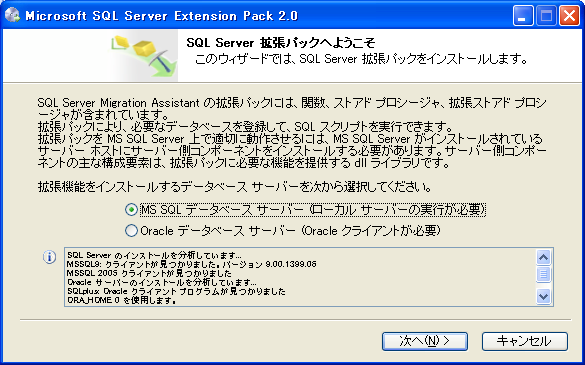 Microsoft SQL Server Extension Pack 2.0
SQL Server 拡張パックへようこそ
このウィザードでは、SQL Server 拡張パックをインストールします。
SQL Server Migration Assistant の拡張パックには、関数、ストアド プロシージャ、拡張ストアド プロシ
ージャが含まれています。
拡張パックにより、必要なデータベースを登録して、SQL スクリプトを実行できます。
拡張パックを MS SQL Server 上で適切に動作させるには、MS SQL Server がインストールされている
サーバー ホストにサーバー側コンポーネントをインストールする必要があります。サーバー側コンポー
ネントの主な構成要素は、拡張パックに必要な機能を提供する dll ライブラリです。
拡張機能をインストールするデータベース サーバーを次から選択してください。
MS SQL データベース サーバー (ローカル サーバーの実行が必要)
Oracle データベース サーバー (Oracle クライアントが必要)
SQL Server のインストールを分析しています...
MSSQL9: クライアントが見つかりました。バージョン 9.00.1399.06
MSSQL 2005 クライアントが見つかりました
Oracle サーバーのインストールを分析しています...
SQLplus: Oracle クライアント プログラムが見つかりました
ORA_HOME 0 を使用します。
次へ(N) >
キャンセル